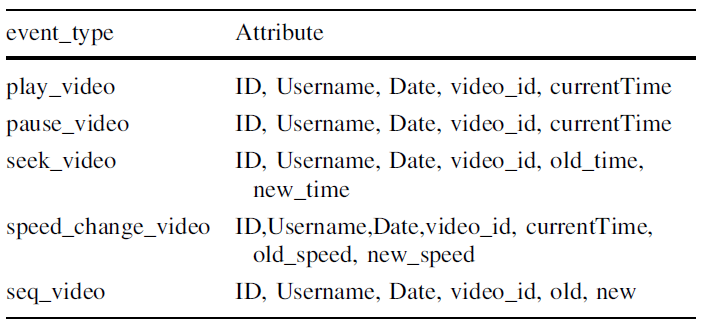 event_type Attribute
play_video ID, Username, Date, video_id, currentTime
pause_video ID, Username, Date, video_id, currentTime
seek_video ID, Username, Date, video_id, old_time,
new_time
speed_change_video ID,Username,Date,video_id, currentTime,
old_speed, new_speed
seq_video ID, Username, Date, video_id, old, new